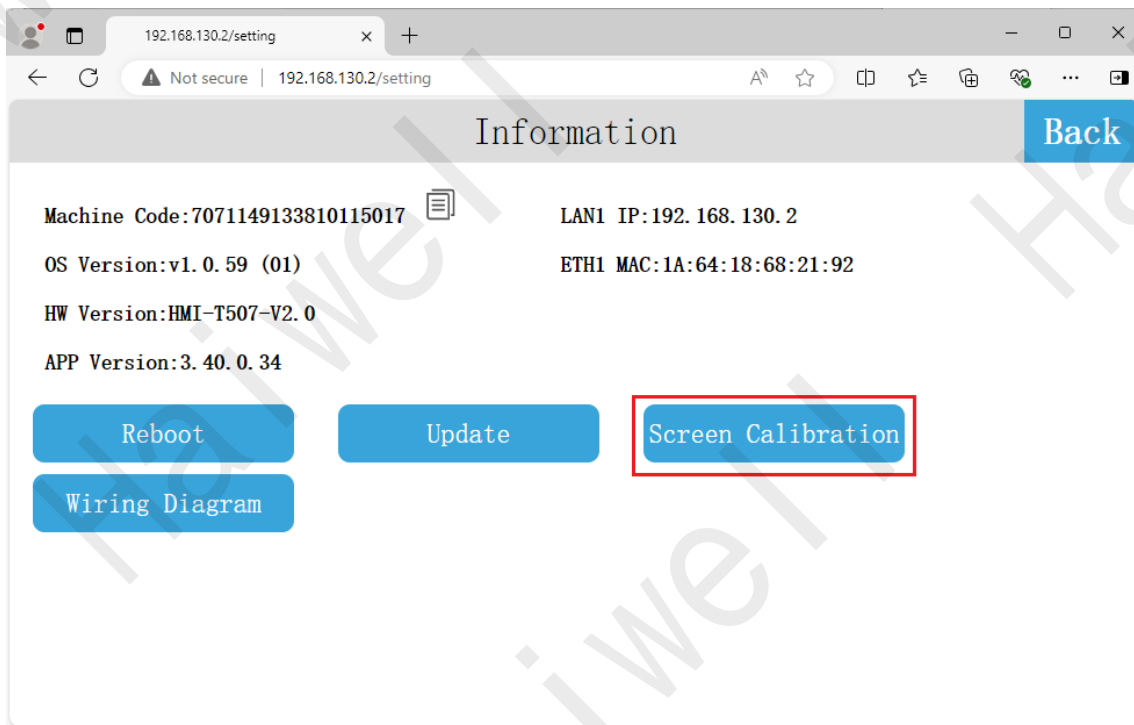 192.168.130.2/setting
Not secure | 192.168.130.2/setting
Information
Back
Machine Code:7071149133810115017
LAN1 IP:192.168.130.2
OS Version:v1.0.59 (01)
ETH1 MAC:1A:64:18:68:21:92
HW Version:HMI-T507-V2.0
APP Version:3.40.0.34
Reboot
Update
Screen Calibration
Wiring Diagram
Haiwell